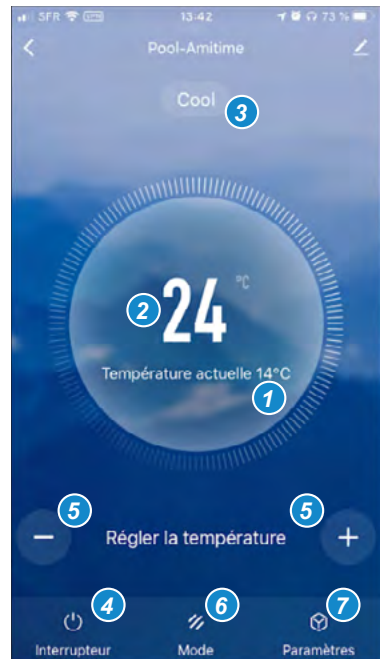 SFR VPN 13:42 73 %
Pool-Amitime
Cool
3
2 24 °C
Température actuelle 14°C
1
5 5
– Régler la température +
4 6 7
Interrupteur Mode Paramètres